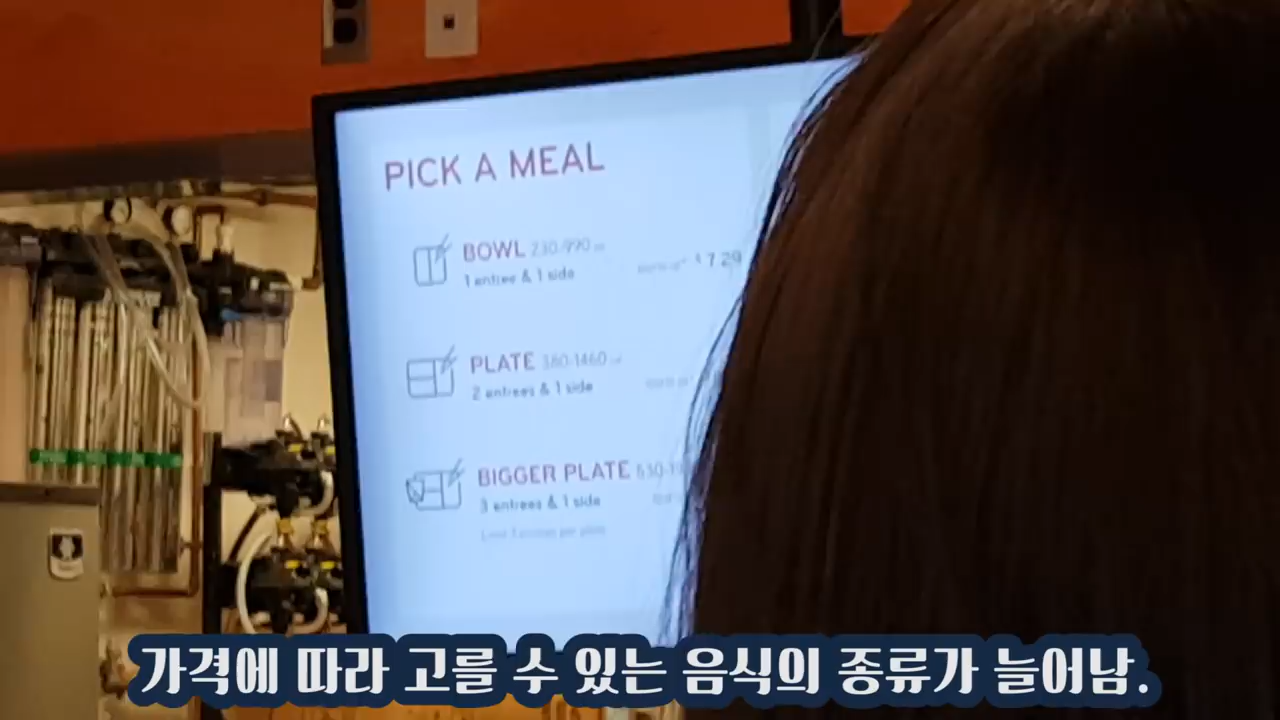 PICK A MEAL
BOWL 230-990
1 entree & 1 side
$7.29
PLATE 380-1460
2 entrees & 1 side
BIGGER PLATE
3 entrees & 1 side
가격에 따라 고를 수 있는 음식의 종류가 늘어남.